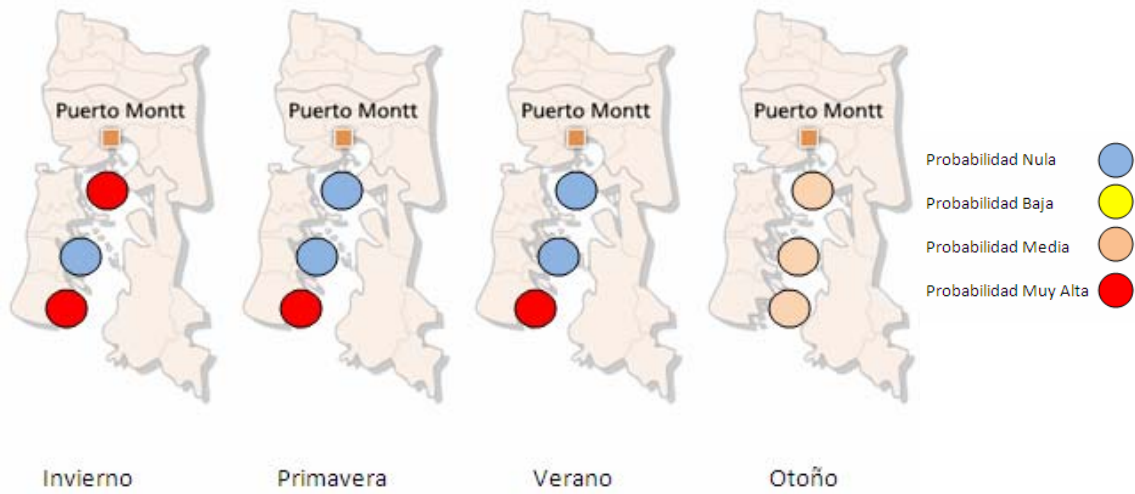 Puerto Montt
Puerto Montt
Puerto Montt
Puerto Montt
Probabilidad Nula
Probabilidad Baja
Probabilidad Media
Probabilidad Muy Alta
Invierno
Primavera
Verano
Otoño